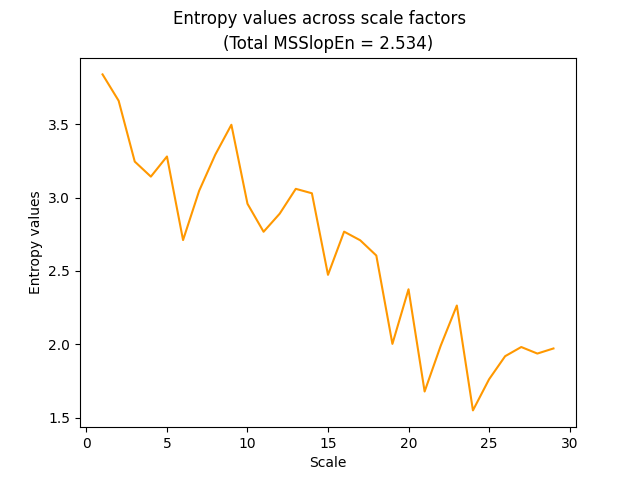 Entropy values across scale factors
(Total MSSlopEn = 2.534)
Entropy values
3.5
3.0
2.5
2.0
1.5
0 5 10 15 20 25 30
Scale